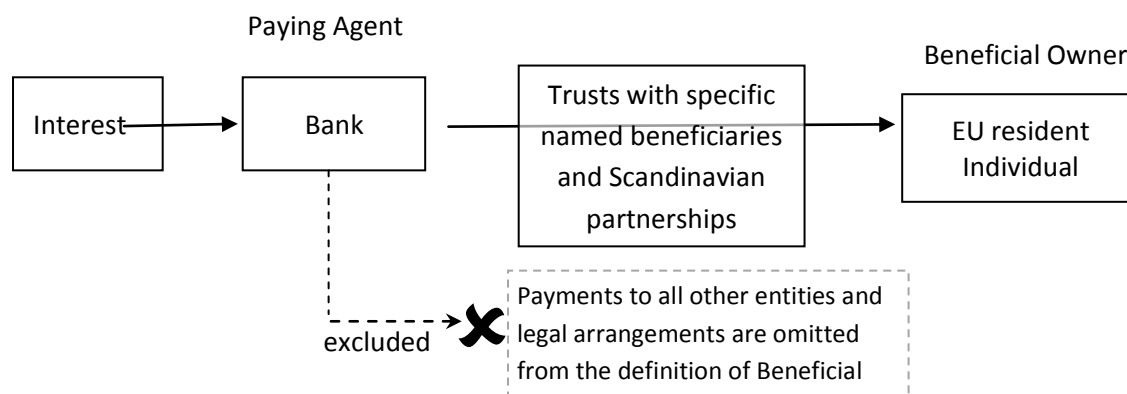 Paying Agent
Beneficial Owner
Interest
Bank
Trusts with specific
named beneficiaries
and Scandinavian
partnerships
EU resident
Individual
excluded
Payments to all other entities and
legal arrangements are omitted
from the definition of Beneficial